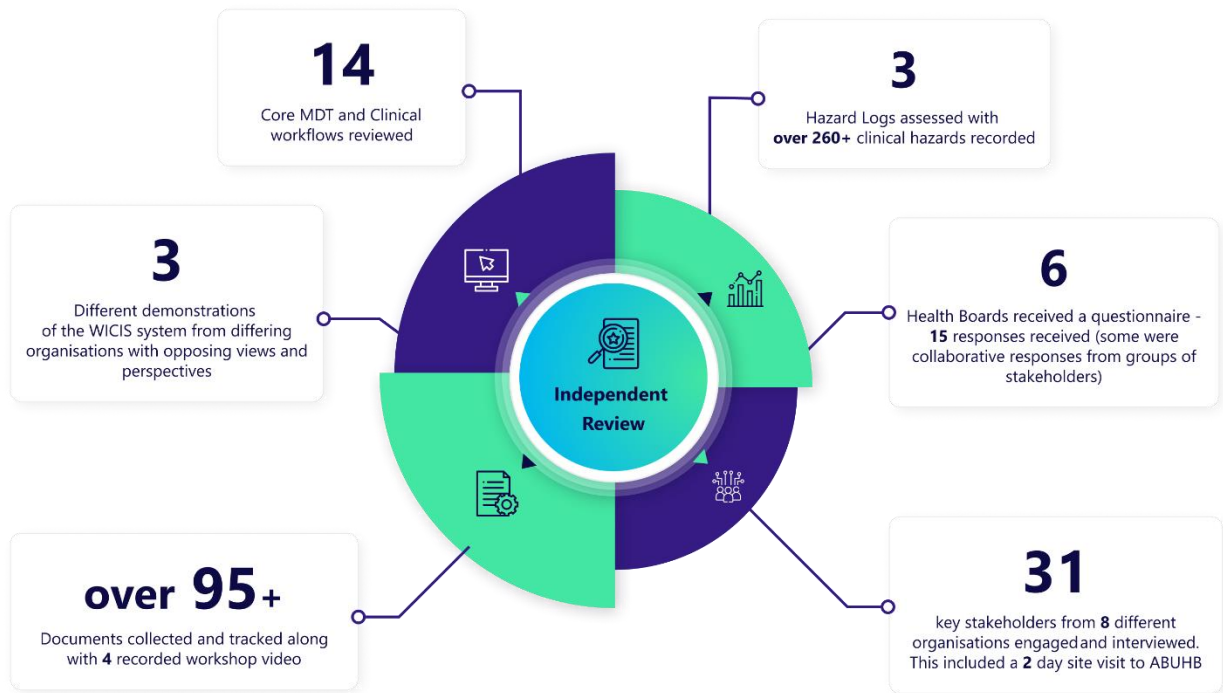 14
Core MDT and Clinical
workflows reviewed
3
Hazard Logs assessed with
over 260+ clinical hazards recorded
3
Different demonstrations
of the WICIS system from differing
organisations with opposing views and
perspectives
6
Health Boards received a questionnaire -
15 responses received (some were
collaborative responses from groups of
stakeholders)
Independent
Review
over 95+
Documents collected and tracked along
with 4 recorded workshop video
31
key stakeholders from 8 different
organisations engaged and interviewed.
This included a 2 day site visit to ABUHB